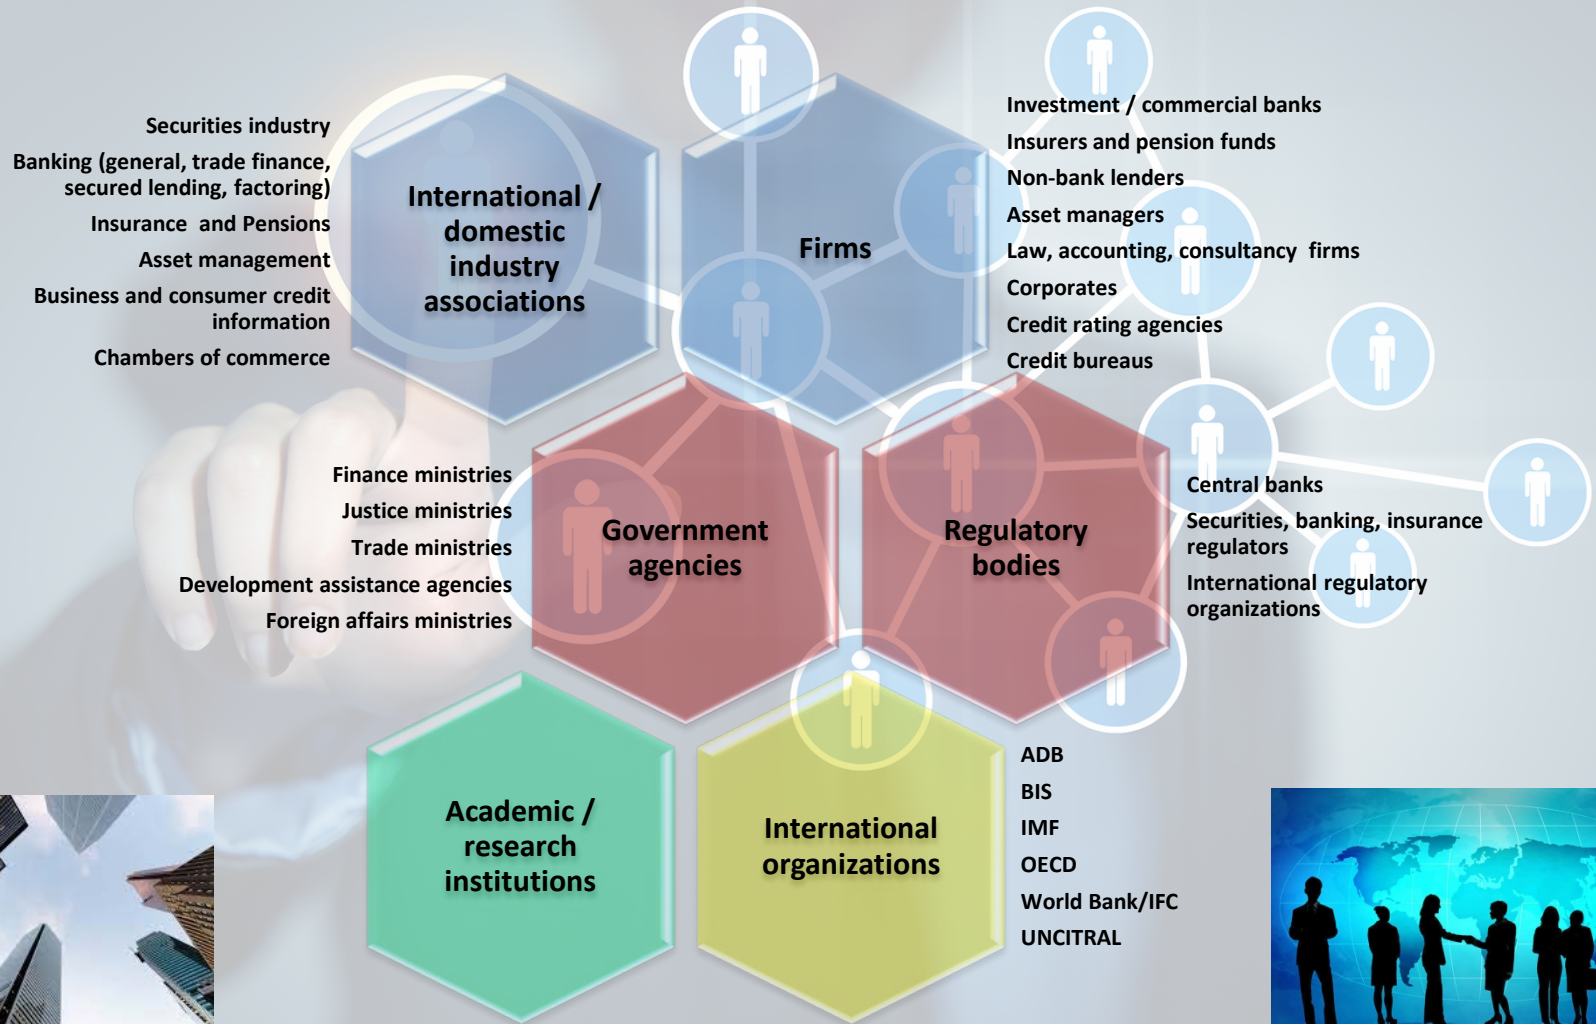 Securities industry
Banking (general, trade finance,
secured lending, factoring)
Insurance and Pensions
Asset management
Business and consumer credit
information
Chambers of commerce
International /
domestic
industry
associations
Firms
Investment / commercial banks
Insurers and pension funds
Non-bank lenders
Asset managers
Law, accounting, consultancy firms
Corporates
Credit rating agencies
Credit bureaus
Finance ministries
Justice ministries
Trade ministries
Development assistance agencies
Foreign affairs ministries
Government
agencies
Regulatory
bodies
Central banks
Securities, banking, insurance
regulators
International regulatory
organizations
Academic /
research
institutions
International
organizations
ADB
BIS
IMF
OECD
World Bank/IFC
UNCITRAL